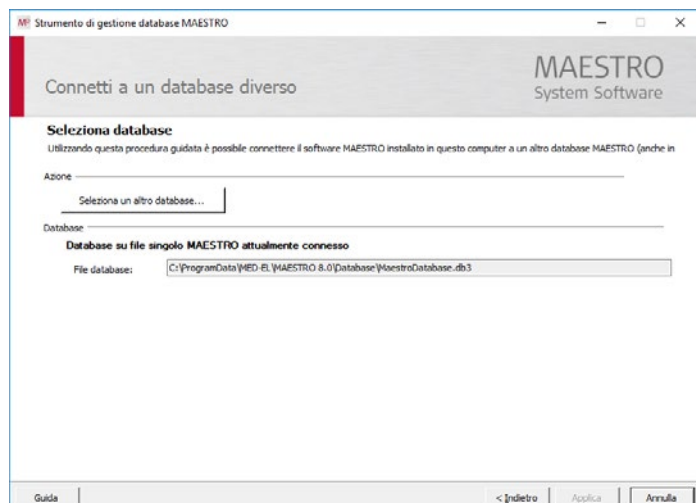 MP Strumento di gestione database MAESTRO
Connetti a un database diverso
MAESTRO
System Software
Seleziona database
Utilizzando questa procedura guidata è possibile connettere il software MAESTRO installato in questo computer a un altro database MAESTRO (anche in
Azione
Seleziona un altro database...
Database
Database su file singolo MAESTRO attualmente connesso
File database:
C:\ProgramData\MED-EL\MAESTRO 8.0\Database\MaestroDatabase.db3
Guida
< Indietro
Applica
Annulla